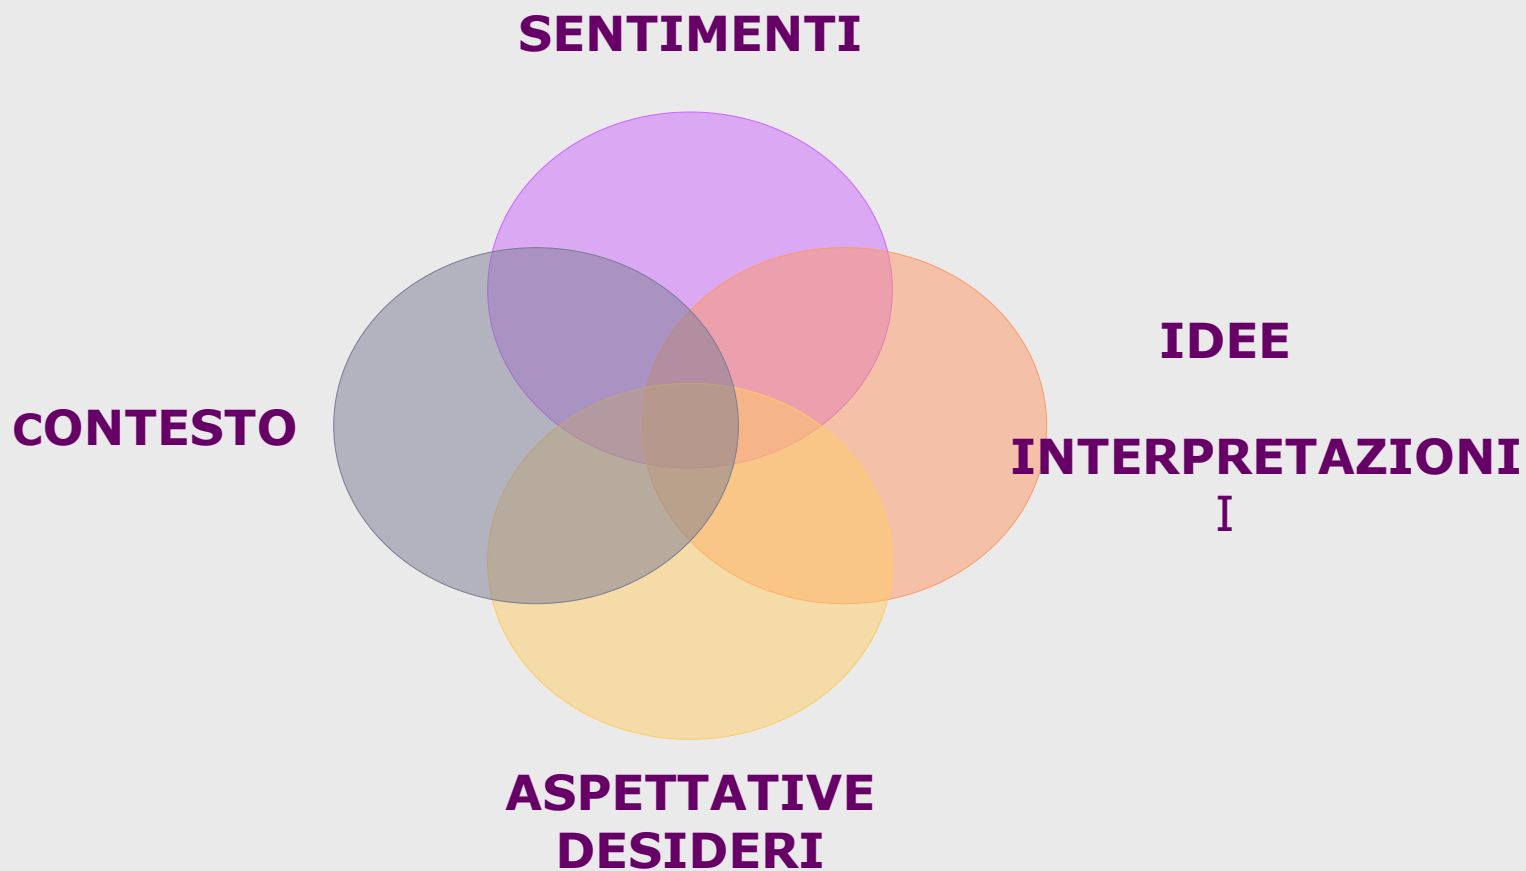 SENTIMENTI
IDEE
CONTESTO
INTERPRETAZIONI
I
ASPETTATIVE
DESIDERI